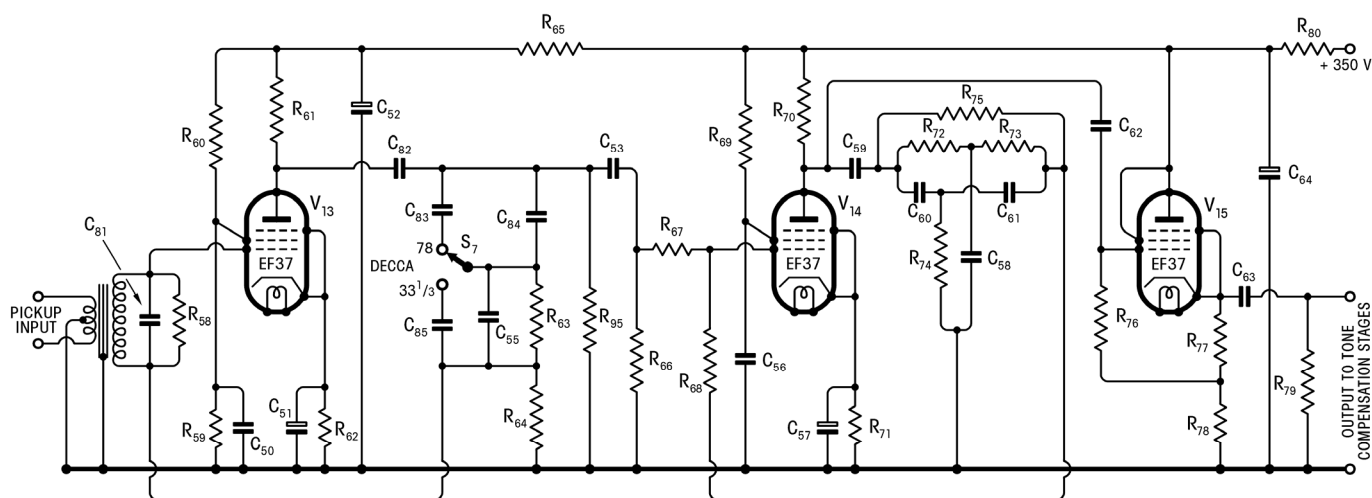 R65
R80
+ 350 V
R60
R61
C52
R69
R70
R75
R72
R73
C62
C59
C82
C53
C64
C81
V13
C83
C84
V14
C60
C61
V15
R67
78
S7
EF37
DECCA
EF37
R74
C58
EF37
C63
33 1/3
PICKUP
INPUT
R58
C85
C55
R63
R95
R76
R77
R66
R68
C56
R79
R59
C50
C51
R62
R64
C57
R71
R78
OUTPUT TO TONE
COMPENSATION STAGES